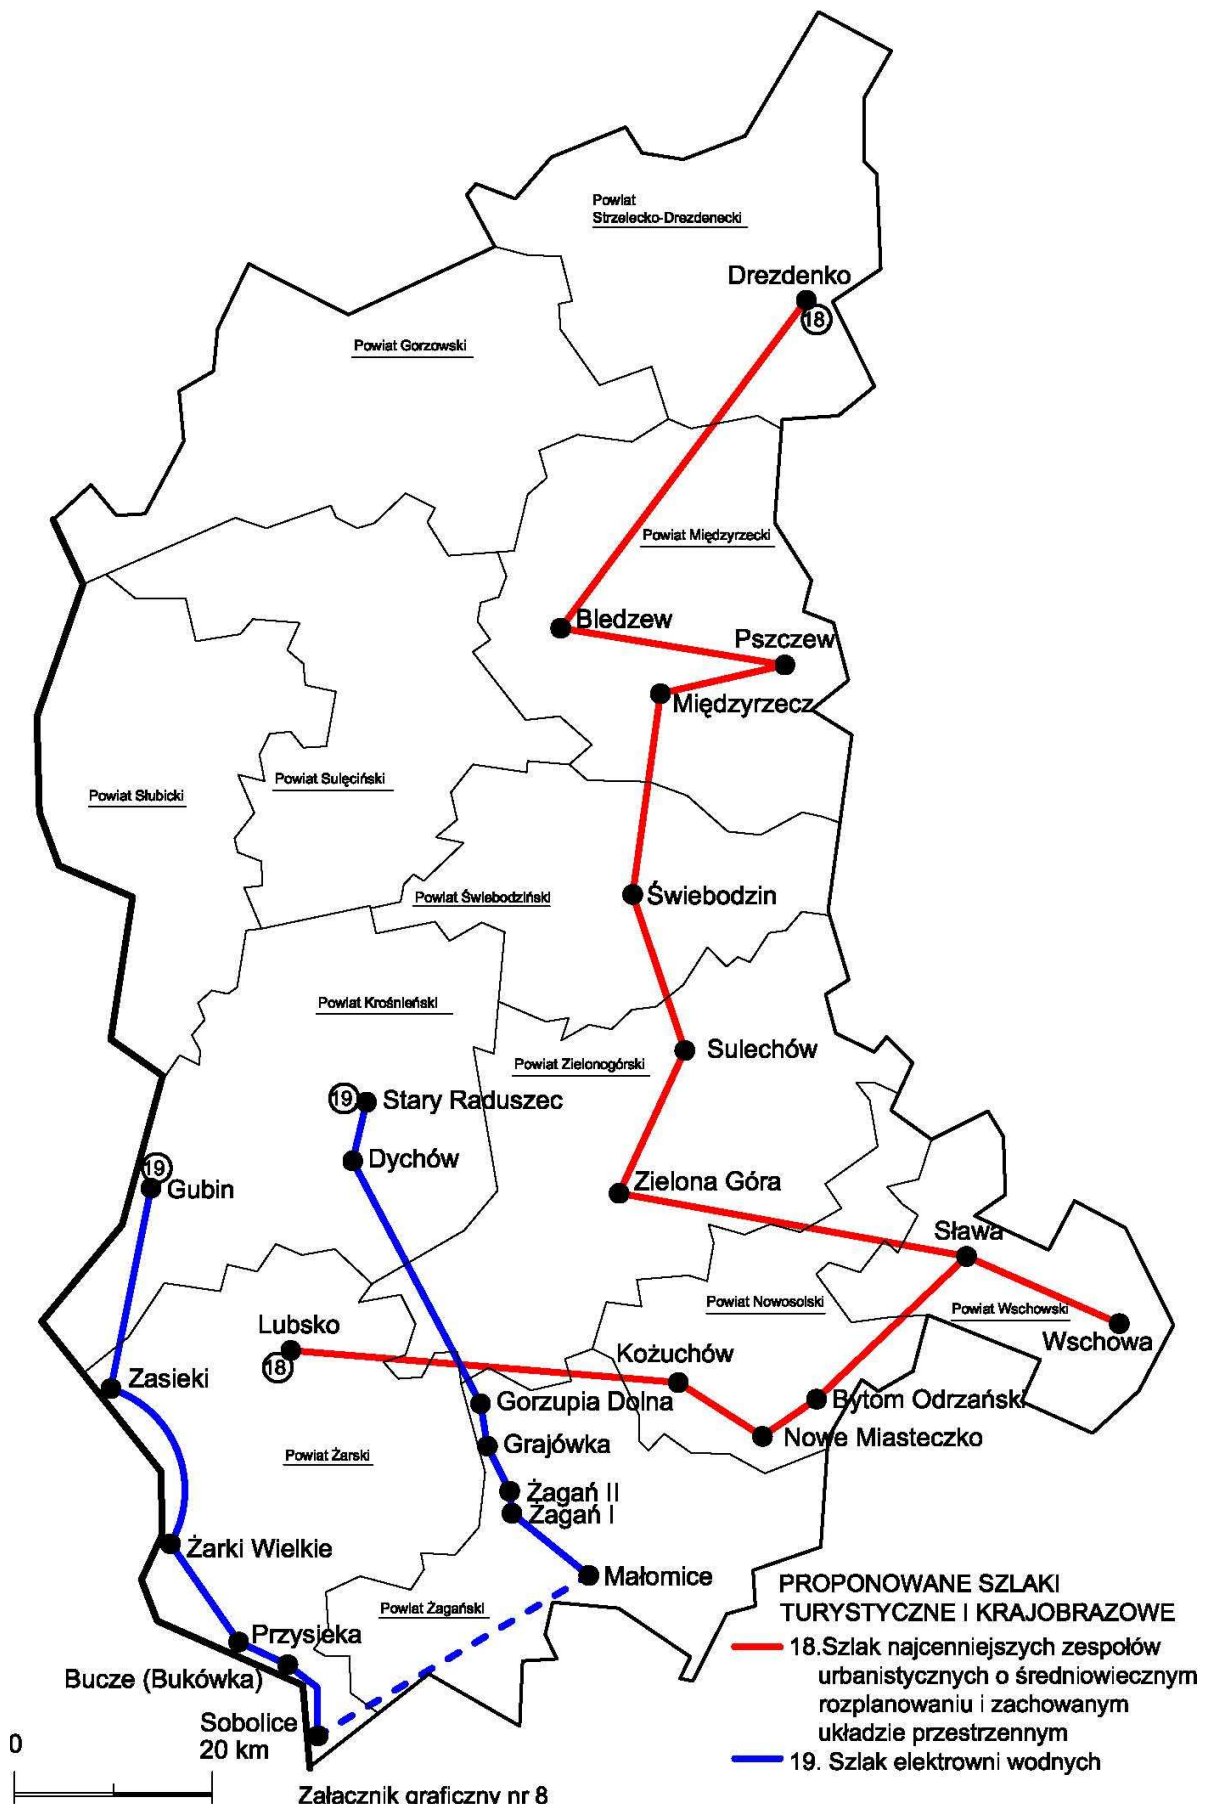 Powiat
Strzelecko-Drezdenecki
Drezdenko
18
Powiat Gorzowski
Powiat Międzyrzecki
Bledzew
Pszczew
Międzyrzecz
Powiat Sulęciński
Powiat Słubicki
Świebodzin
Powiat Świebodziński
Powiat Krośnieński
Sulechów
Powiat Zielonogórski
19
Stary Raduszec
Dychów
19
Gubin
Zielona Góra
Sława
Powiat Nowosolski
Powiat Wschowski
Wschowa
Lubsko
18
Kożuchów
Zasieki
Gorzupia Dolna
Bytom Odrzański
Grajówka
Nowe Miasteczko
Powiat Żarski
Żagań II
Żagań I
Żarki Wielkie
Małomice
Powiat Żagański
Przysieka
Bucze (Bukówka)
Sobolice
0
20 km
Załącznik graficzny nr 8
PROPONOWANE SZLAKI
TURYSTYCZNE I KRAJOBRAZOWE
18.Szlak najcenniejszych zespołów
urbanistycznych o średniowiecznym
rozplanowaniu i zachowanym
układzie przestrzennym
19. Szlak elektrowni wodnych